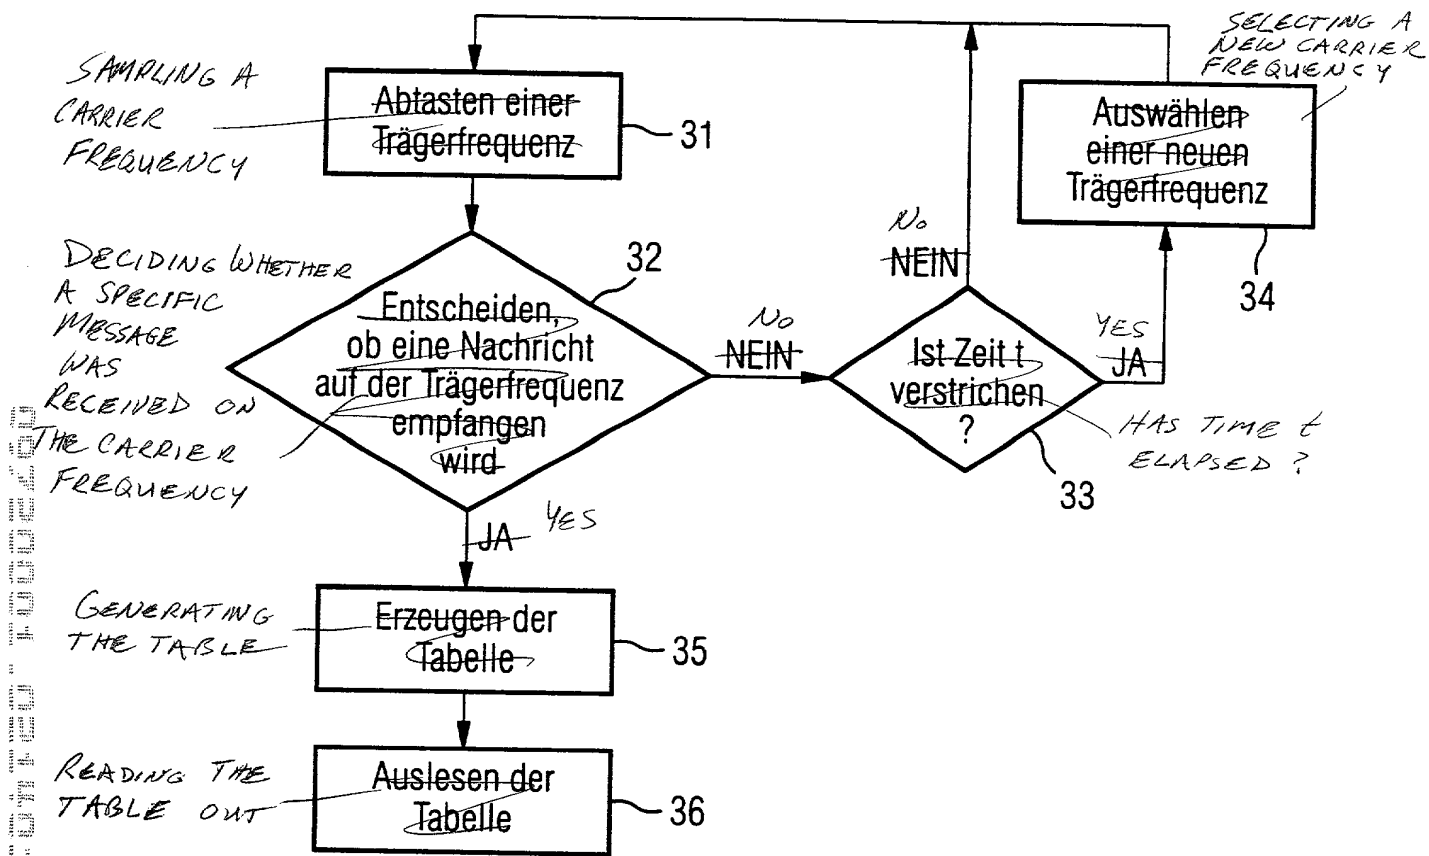 SAMPLING A
CARRIER
FREQUENCY
Abtasten einer
Trägerfrequenz
31
SELECTING A
NEW CARRIER
FREQUENCY
Auswählen
einer neuen
Trägerfrequenz
34
DECIDING WHETHER
A SPECIFIC
MESSAGE
WAS
RECEIVED ON
THE CARRIER
FREQUENCY
Entscheiden,
ob eine Nachricht
auf der Trägerfrequenz
empfangen
wird
32
No
NEIN
No
NEIN
Ist Zeit t
verstrichen
?
33
YES
JA
HAS TIME t
ELAPSED ?
JA
YES
GENERATING
THE TABLE
Erzeugen der
Tabelle
35
READING THE
TABLE OUT
Auslesen der
Tabelle
36